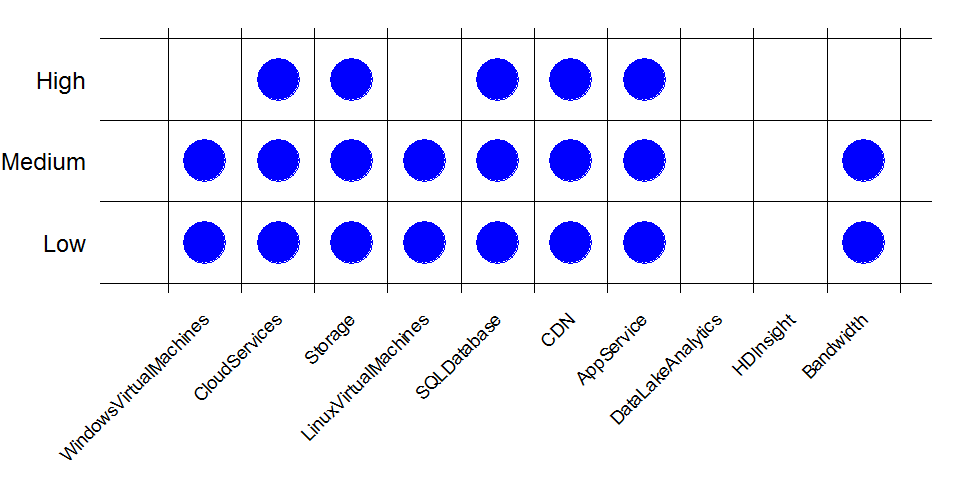 High
Medium
Low
WindowsVirtualMachines
CloudServices
Storage
LinuxVirtualMachines
SQLDatabase
CDN
AppService
DataLakeAnalytics
HDInsight
Bandwidth